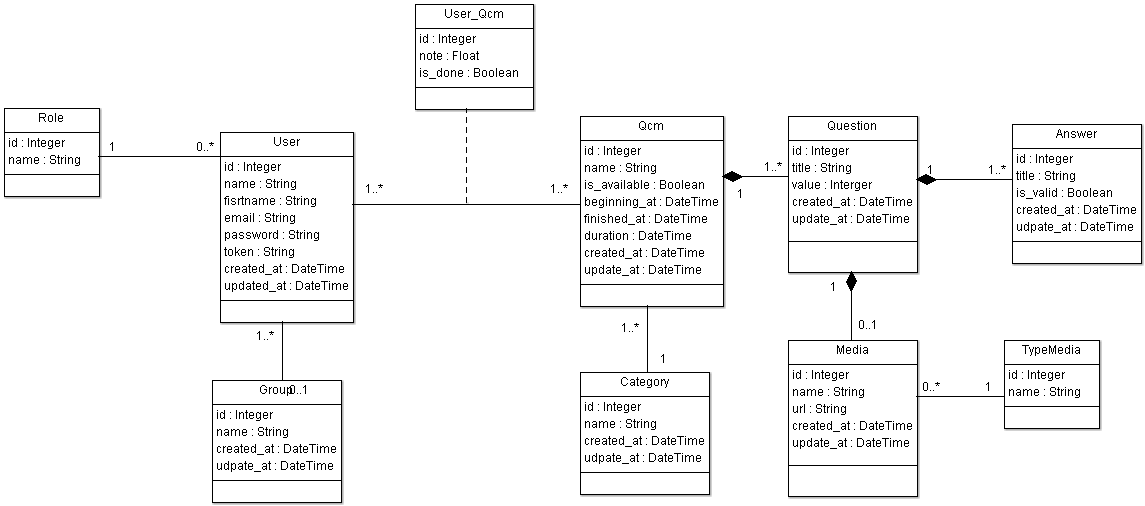 User_Qcm
id : Integer
note : Float
is_done : Boolean
Role
id : Integer
name : String
1
0..*
User
id : Integer
name : String
fisrtname : String
email : String
password : String
token : String
created_at : DateTime
updated_at : DateTime
1..*
1..*
Qcm
id : Integer
name : String
is_available : Boolean
beginning_at : DateTime
finished_at : DateTime
duration : DateTime
created_at : DateTime
update_at : DateTime
1
1..*
Question
id : Integer
title : String
value : Interger
created_at : DateTime
update_at : DateTime
1
1..*
Answer
id : Integer
title : String
is_valid : Boolean
created_at : DateTime
udpate_at : DateTime
1..*
0..1
Group
id : Integer
name : String
created_at : DateTime
udpate_at : DateTime
1..*
1
Category
id : Integer
name : String
created_at : DateTime
udpate_at : DateTime
1
0..1
Media
id : Integer
name : String
url : String
created_at : DateTime
update_at : DateTime
0..*
1
TypeMedia
id : Integer
name : String